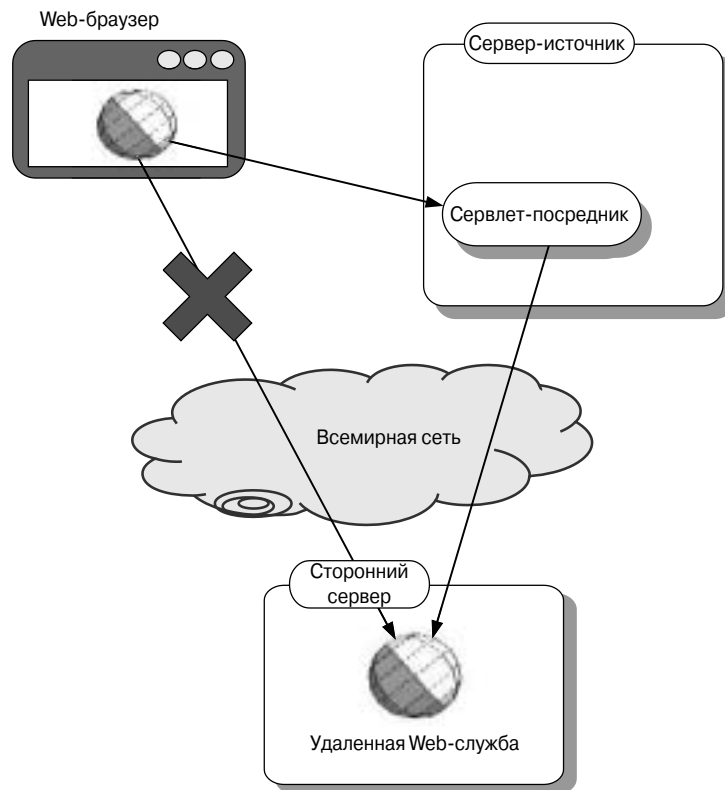 Web-браузер
Сервер-источник
Сервлет-посредник
Всемирная сеть
Сторонний
сервер
Удаленная Web-служба